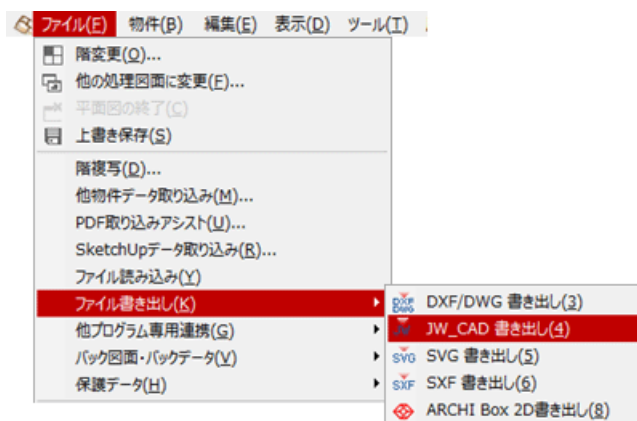 ファイル(F) 物件(B) 編集(E) 表示(D) ツール(T)
階変更(O)...
他の処理図面に変更(F)...
平面図の終了(C)
上書き保存(S)
階複写(D)...
他物件データ取り込み(M)...
PDF取り込みアシスト(U)...
SketchUpデータ取り込み(R)...
ファイル読み込み(Y)
ファイル書き出し(K)
他プログラム専用連携(G)
バック図面・バックデータ(V)
保護データ(H)
DXF DWG DXF/DWG 書き出し(3)
JW JW_CAD 書き出し(4)
SVG SVG 書き出し(5)
SXF SXF 書き出し(6)
ARCHI Box 2D書き出し(8)